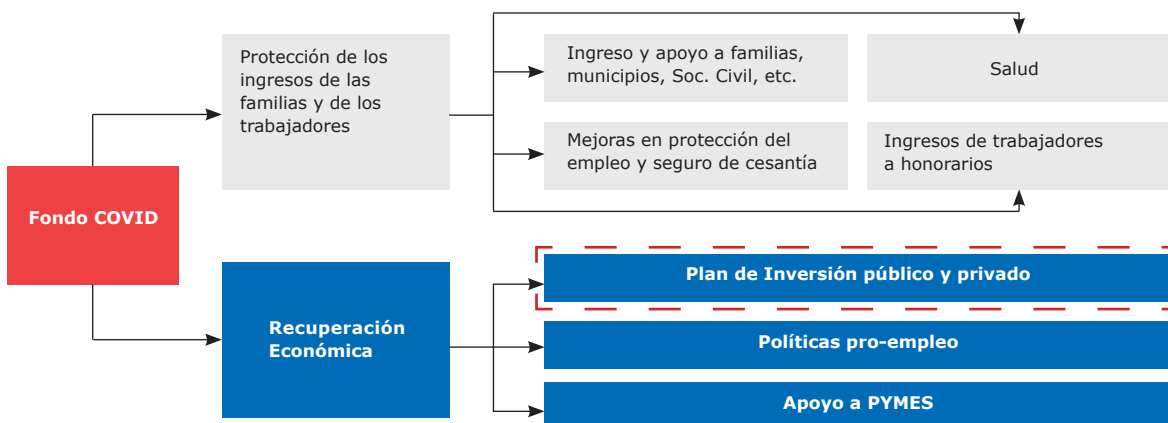 Fondo COVID
Protección de los
ingresos de las
familias y de los
trabajadores
Ingreso y apoyo a familias,
municipios, Soc. Civil, etc.
Salud
Mejoras en protección del
empleo y seguro de cesantía
Ingresos de trabajadores
a honorarios
Recuperación
Económica
Plan de Inversión público y privado
Políticas pro-empleo
Apoyo a PYMES